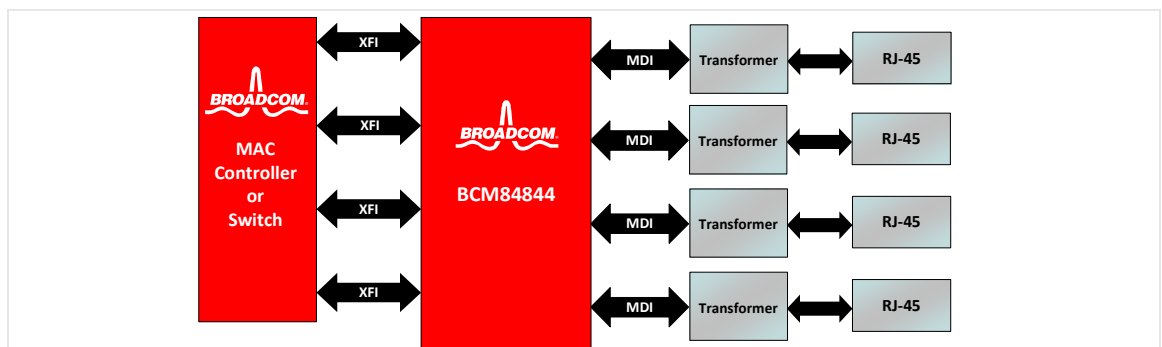 XFI
XFI
XFI
XFI
BROADCOM®
MAC
Controller
or
Switch
BROADCOM®
BCM84844
MDI
Transformer
RJ-45
MDI
Transformer
RJ-45
MDI
Transformer
RJ-45
MDI
Transformer
RJ-45